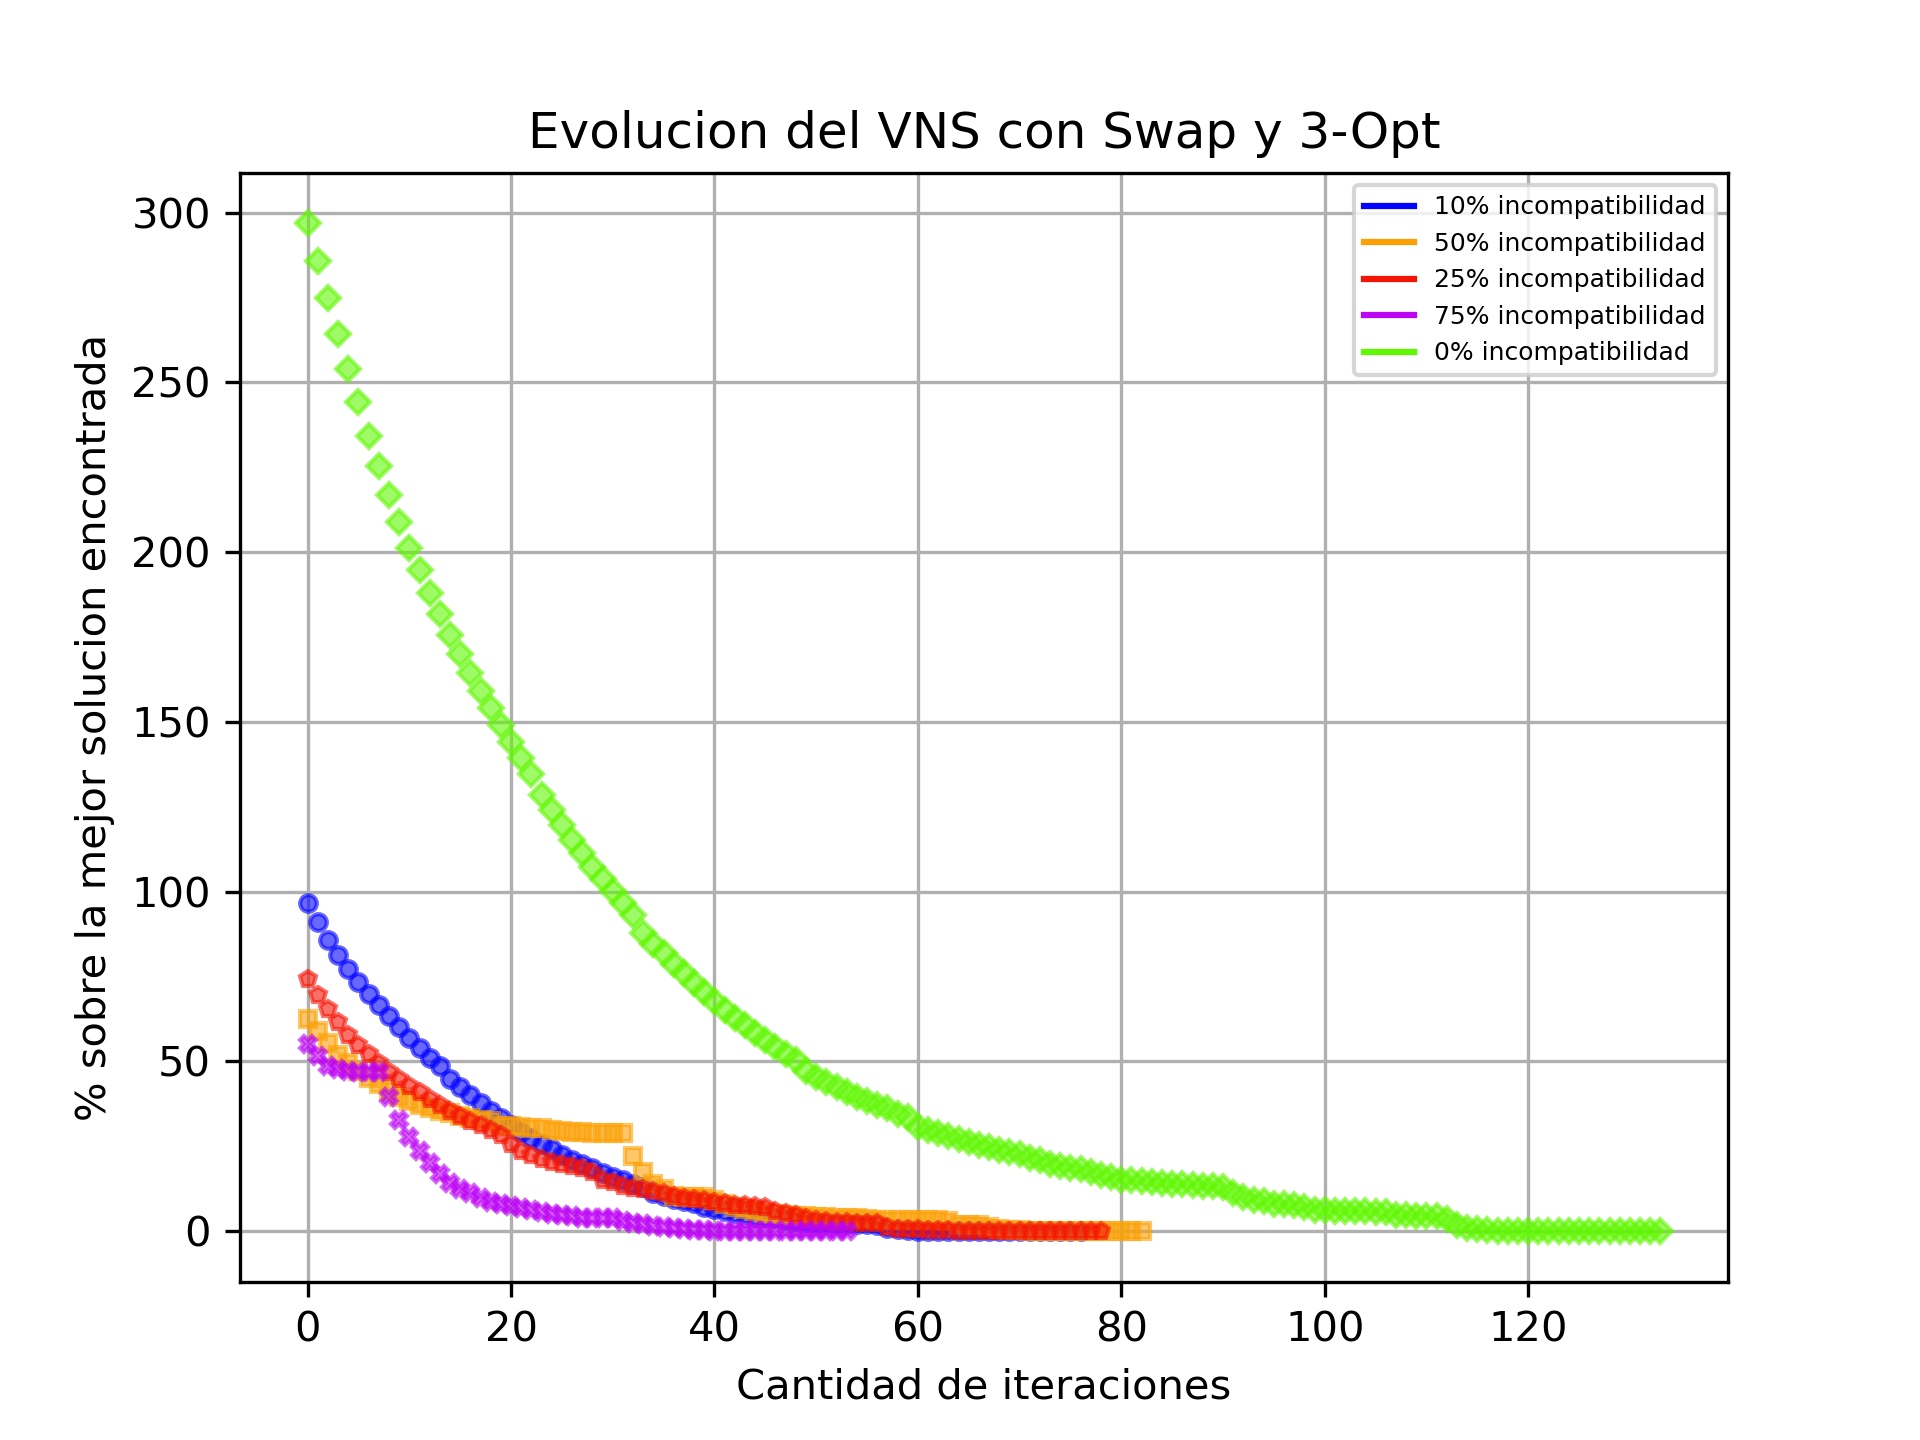 Evolucion del VNS con Swap y 3-Opt
10% incompatibilidad
50% incompatibilidad
25% incompatibilidad
75% incompatibilidad
0% incompatibilidad
% sobre la mejor solucion encontrada
300
250
200
150
100
50
0
0 20 40 60 80 100 120
Cantidad de iteraciones